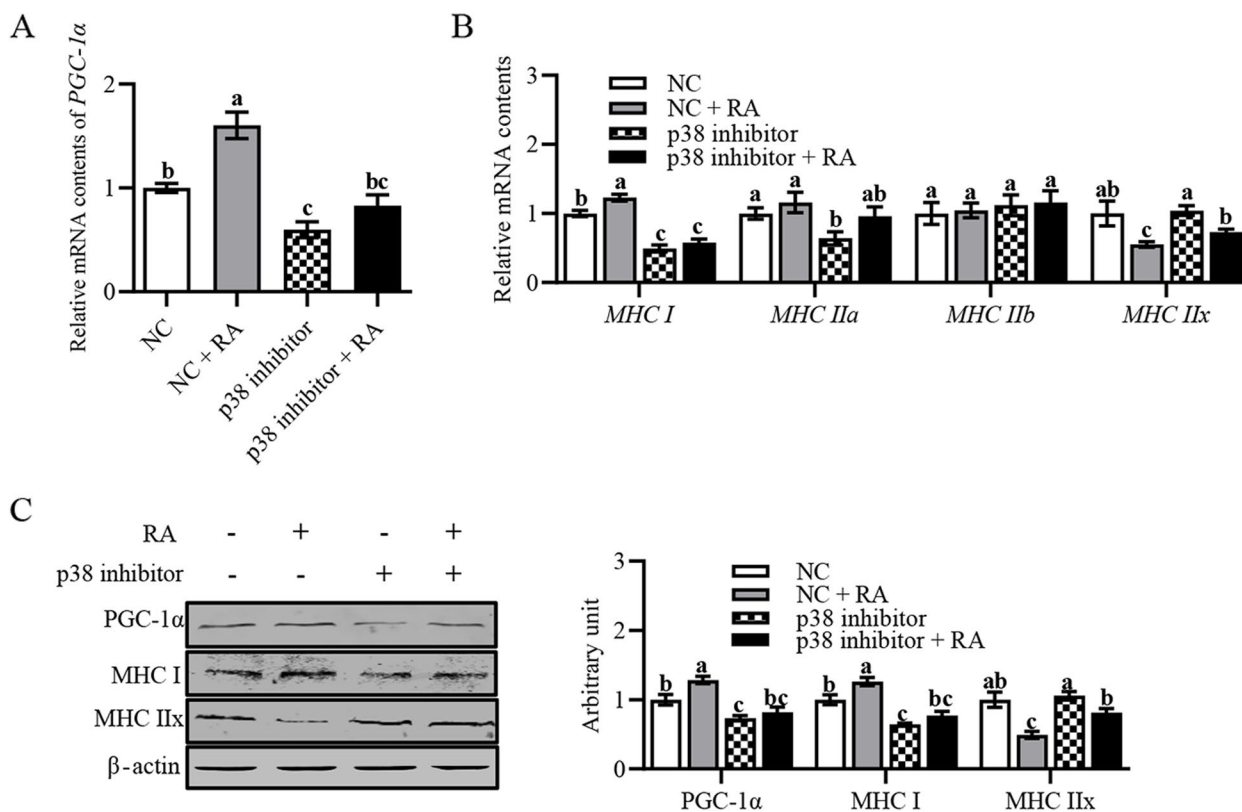 A
Relative mRNA contents of PGC-1α
2
1
0
a
b
c
bc
NC
NC + RA
p38 inhibitor
p38 inhibitor + RA
B
Relative mRNA contents
3
2
1
0
NC
NC + RA
p38 inhibitor
p38 inhibitor + RA
b a c c a a b ab a a a a ab c a b
MHC I MHC IIa MHC IIb MHC IIx
C
RA - + - +
p38 inhibitor - - + +
PGC-1α
MHC I
MHC IIx
β-actin
Arbitrary unit
3
2
1
0
NC
NC + RA
p38 inhibitor
p38 inhibitor + RA
b a c bc b a c bc ab c a b
PGC-1α MHC I MHC IIx